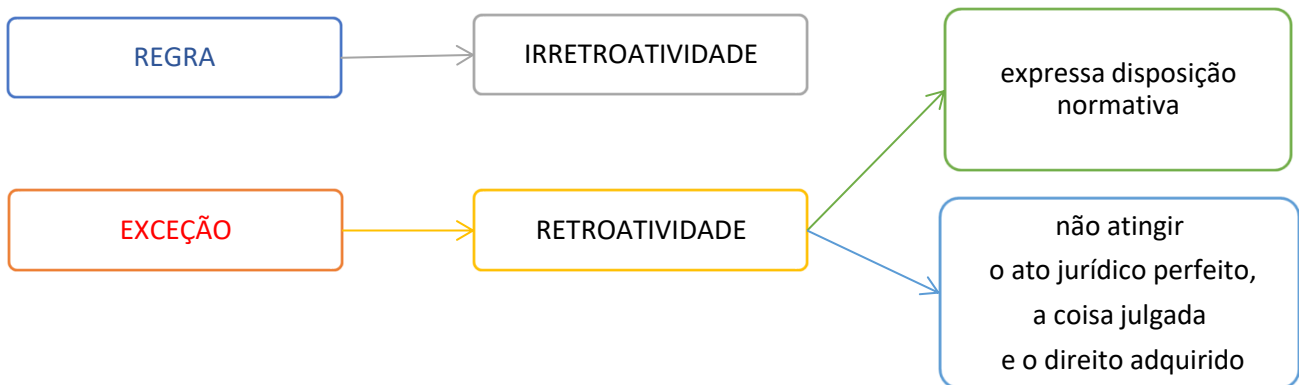 REGRA
IRRETROATIVIDADE
expressa disposição
normativa
EXCEÇÃO
RETROATIVIDADE
não atingir
o ato jurídico perfeito,
a coisa julgada
e o direito adquirido